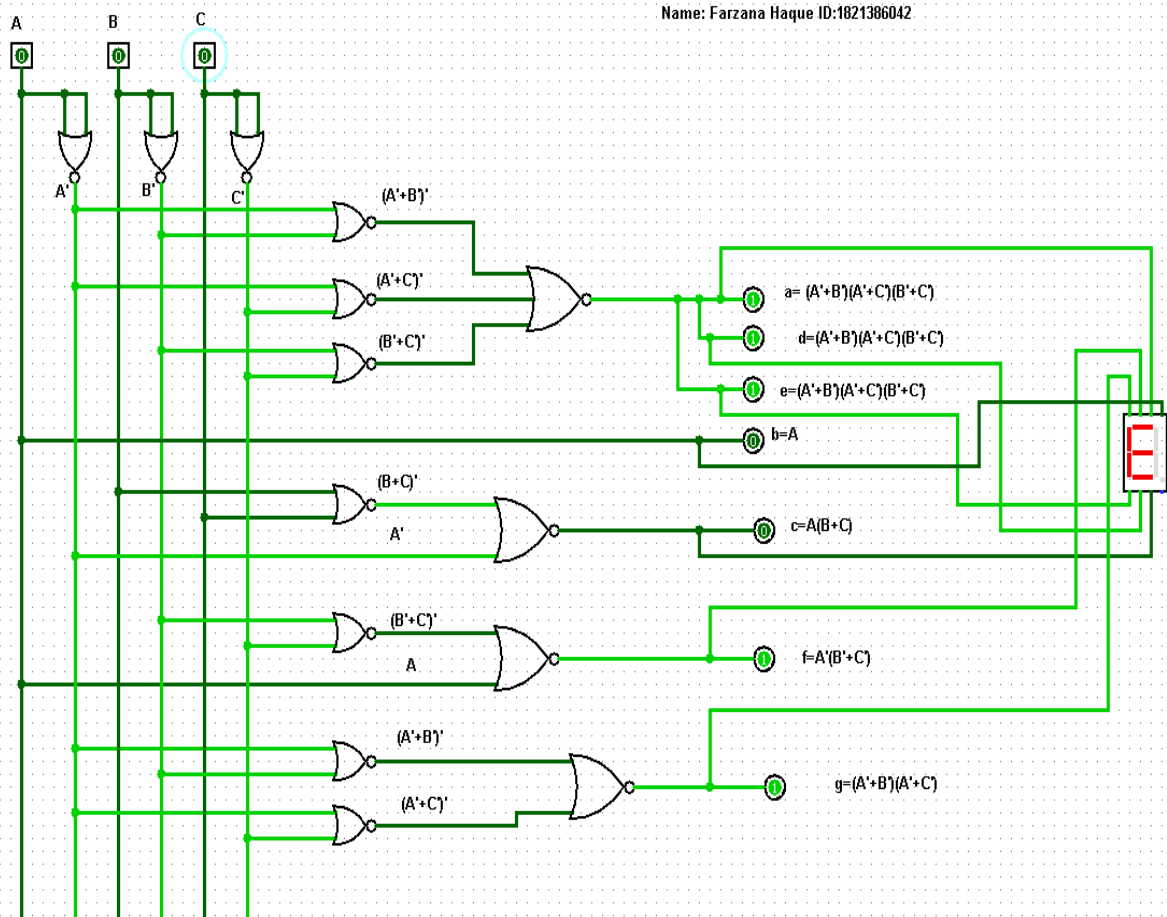 Name: Farzana Haque ID:1821386042
A
B
C
0
0
0
A'
B'
C'
(A'+B')'
(A'+C')'
(B'+C')'
1
a= (A'+B')(A'+C')(B'+C')
1
d=(A'+B')(A'+C')(B'+C')
1
e=(A'+B')(A'+C')(B'+C')
0
b=A
(B+C)'
A'
0
c=A(B+C)
(B'+C')'
A
1
f=A'(B'+C')
(A'+B')'
(A'+C')'
1
g=(A'+B')(A'+C')
E